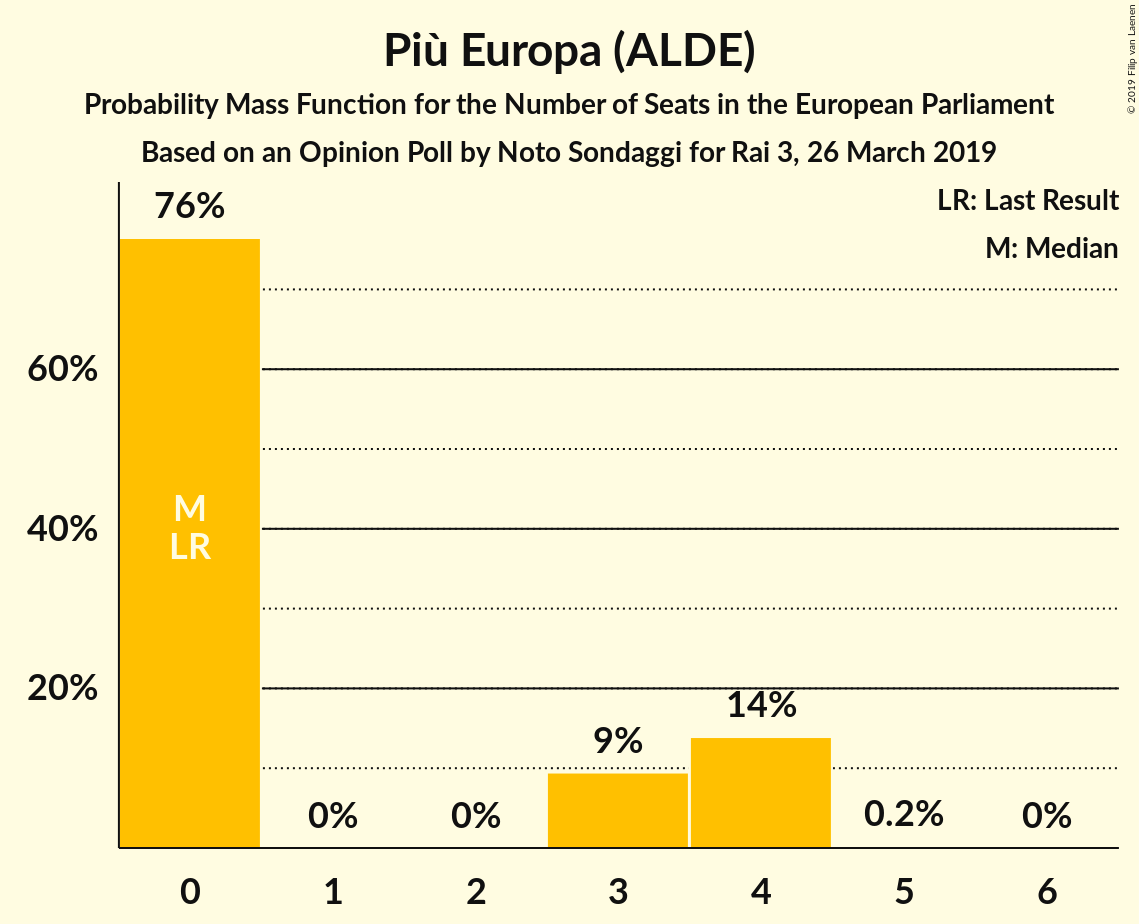 Più Europa (ALDE)
Probability Mass Function for the Number of Seats in the European Parliament
Based on an Opinion Poll by Noto Sondaggi for Rai 3, 26 March 2019
© 2019 Filip van Laenen
LR: Last Result
M: Median
76%
60%
40%
20%
M
LR
0%
0%
9%
14%
0.2%
0%
0
1
2
3
4
5
6